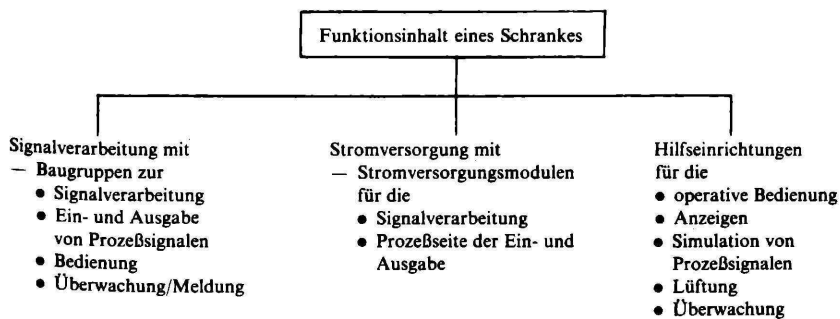 Funktionsinhalt eines Schrankes
Signalverarbeitung mit
— Baugruppen zur
● Signalverarbeitung
● Ein- und Ausgabe
von Prozeßsignalen
● Bedienung
● Überwachung/Meldung
Stromversorgung mit
— Stromversorgungsmodulen
für die
● Signalverarbeitung
● Prozeßseite der Ein- und
Ausgabe
Hilfseinrichtungen
für die
● operative Bedienung
● Anzeigen
● Simulation von
Prozeßsignalen
● Lüftung
● Überwachung